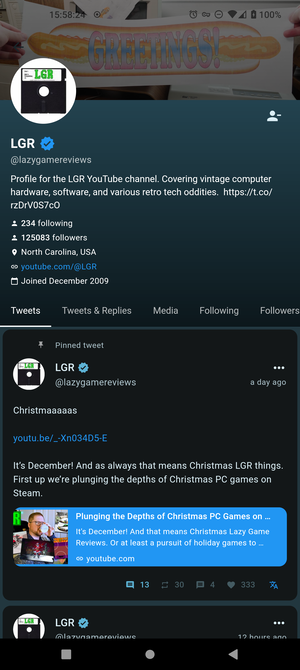 15:58:24
100%
GREETINGS!
LGR
LGR
@lazygamereviews
Profile for the LGR YouTube channel. Covering vintage computer
hardware, software, and various retro tech oddities. https://t.co/
rzDrV0S7cO
234 following
125083 followers
North Carolina, USA
youtube.com/@LGR
Joined December 2009
Tweets Tweets & Replies Media Following Followers
Pinned tweet
LGR
@lazygamereviews a day ago
Christmaaaaas
youtu.be/_-Xn034D5-E
It's December! And as always that means Christmas LGR things.
First up we're plunging the depths of Christmas PC games on
Steam.
Plunging the Depths of Christmas PC Games on ...
It's December! And that means Christmas Lazy Game
Reviews. Or at least a pursuit of holiday games to ...
youtube.com
13 30 4 333
LGR
@lazygamereviews 12 hours ago